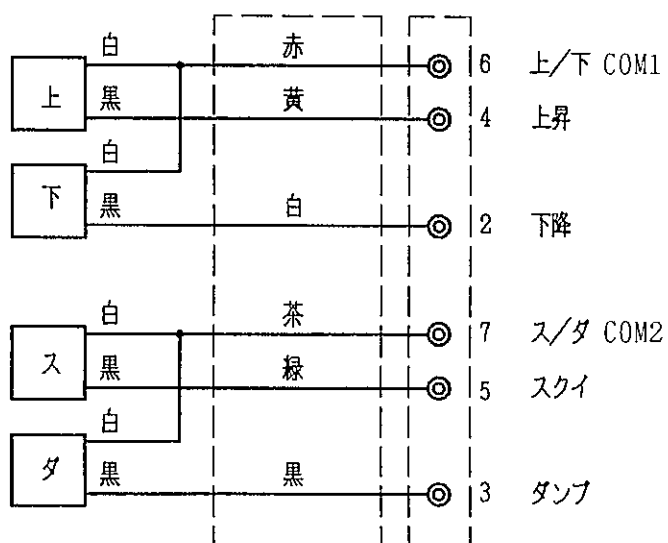 白 赤 6 上/下 COM1
上 黒 黄 4 上昇
白
下 黒 白 2 下降
白 茶 7 ス/タ COM2
ス 黒 緑 5 スクイ
白
ダ 黒 黒 3 ダンプ